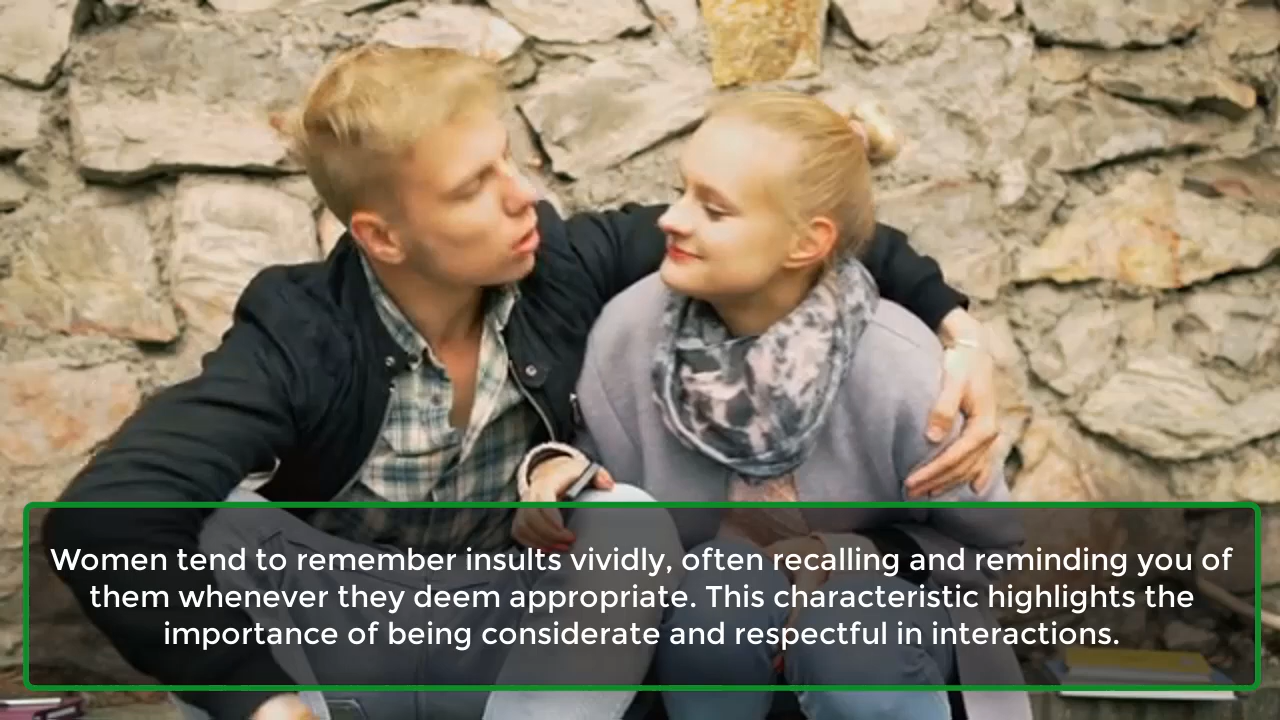 Women tend to remember insults vividly, often recalling and reminding you of
them whenever they deem appropriate. This characteristic highlights the
importance of being considerate and respectful in interactions.